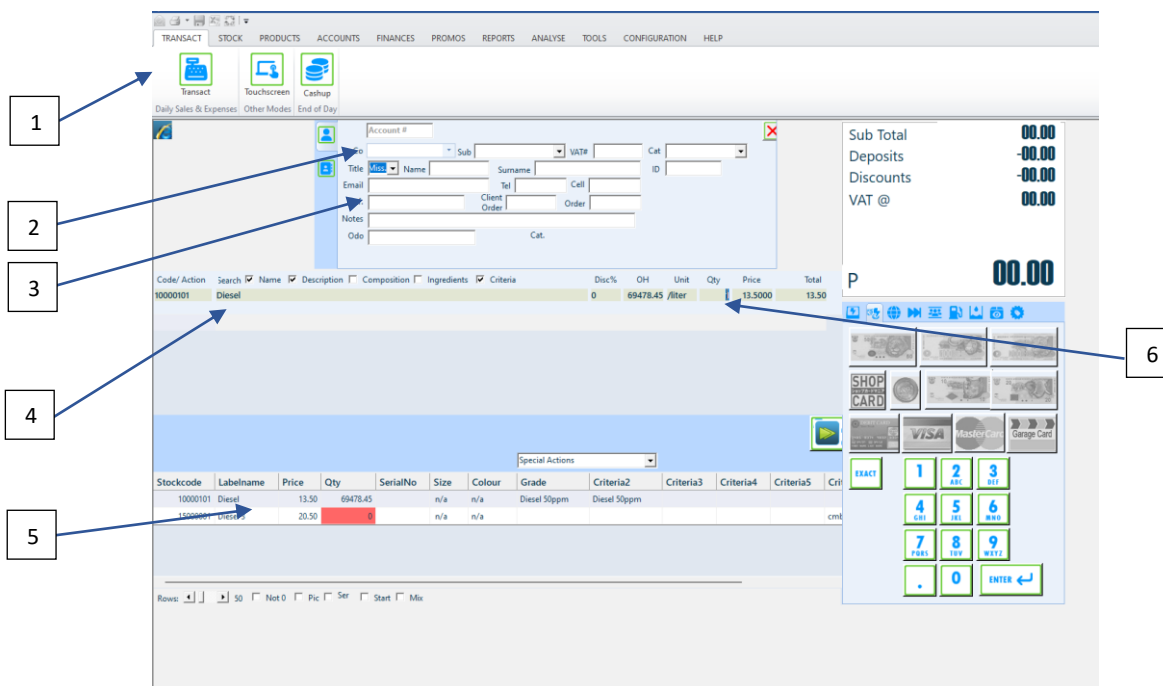 TRANSACT STOCK PRODUCTS ACCOUNTS FINANCES PROMOS REPORTS ANALYSE TOOLS CONFIGURATION HELP
Transact Touchscreen Cashup
Daily Sales & Expenses Other Modes End of Day
1
Account #
Sub VAT# Cat
Title Miss. Name Surname ID
Email Tel Cell
Client Order Order
Notes
Odo Cat.
2
3
Sub Total 00.00
Deposits -00.00
Discounts -00.00
VAT @ 00.00
P 00.00
Code/ Action Search Name Description Composition Ingredients Criteria Disc% OH Unit Qty Price Total
10000101 Diesel 0 69478.45 /liter 13.5000 13.50
6
4
SHOP
CARD
VISA MasterCard Garage Card
Special Actions
EXACT 1 2 ABC 3 DEF
4 GHI 5 JKL 6 MNO
7 PQRS 8 TUV 9 WXYZ
. 0 ENTER
Stockcode Labelname Price Qty SerialNo Size Colour Grade Criteria2 Criteria3 Criteria4 Criteria5
10000101 Diesel 13.50 69478.45 n/a n/a Diesel 50ppm Diesel 50ppm
20.50 0 n/a n/a
5
Rows: 50 Not 0 Pic Ser Start Mix